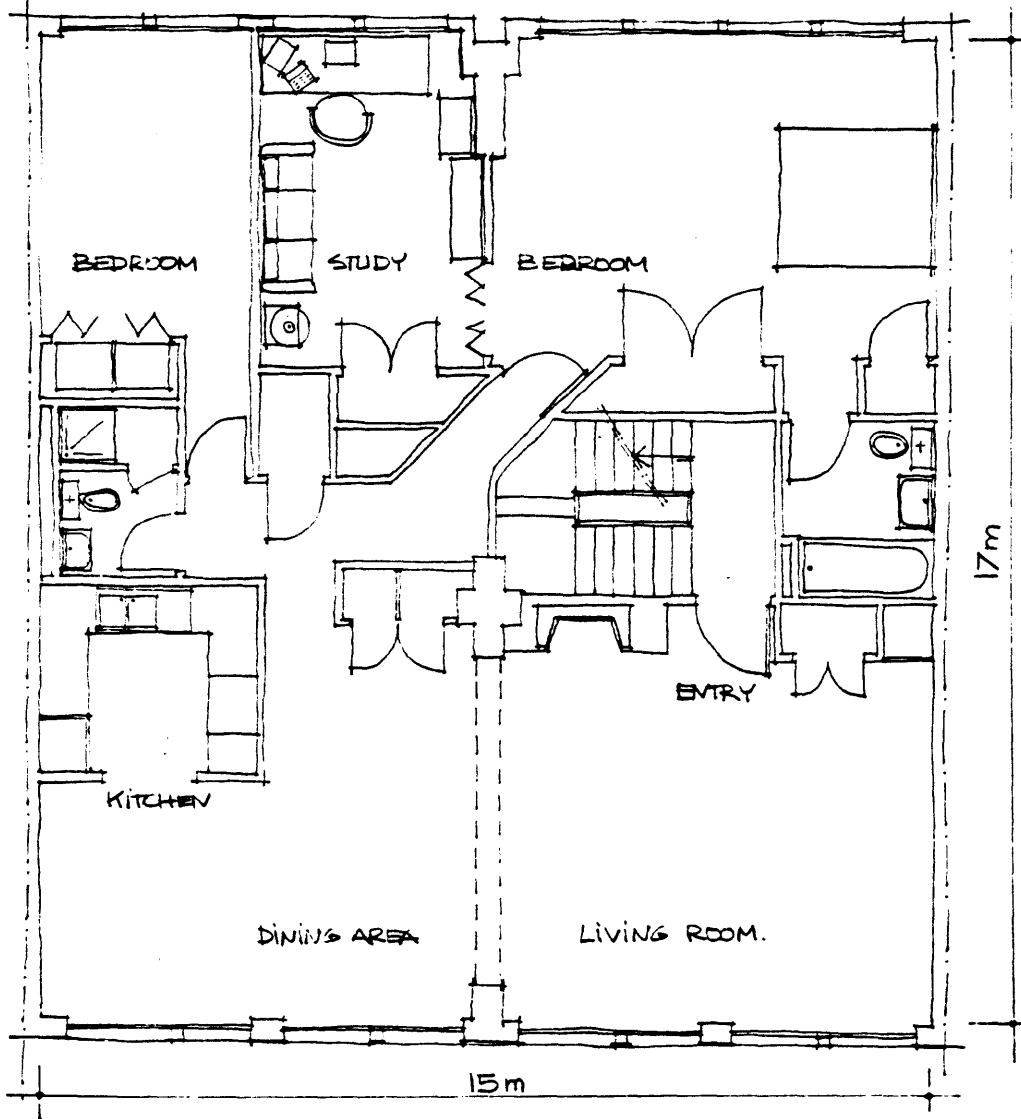 BEDROOM
STUDY
BEDROOM
17m
ENTRY
KITCHEN
DINING AREA
LIVING ROOM.
15m